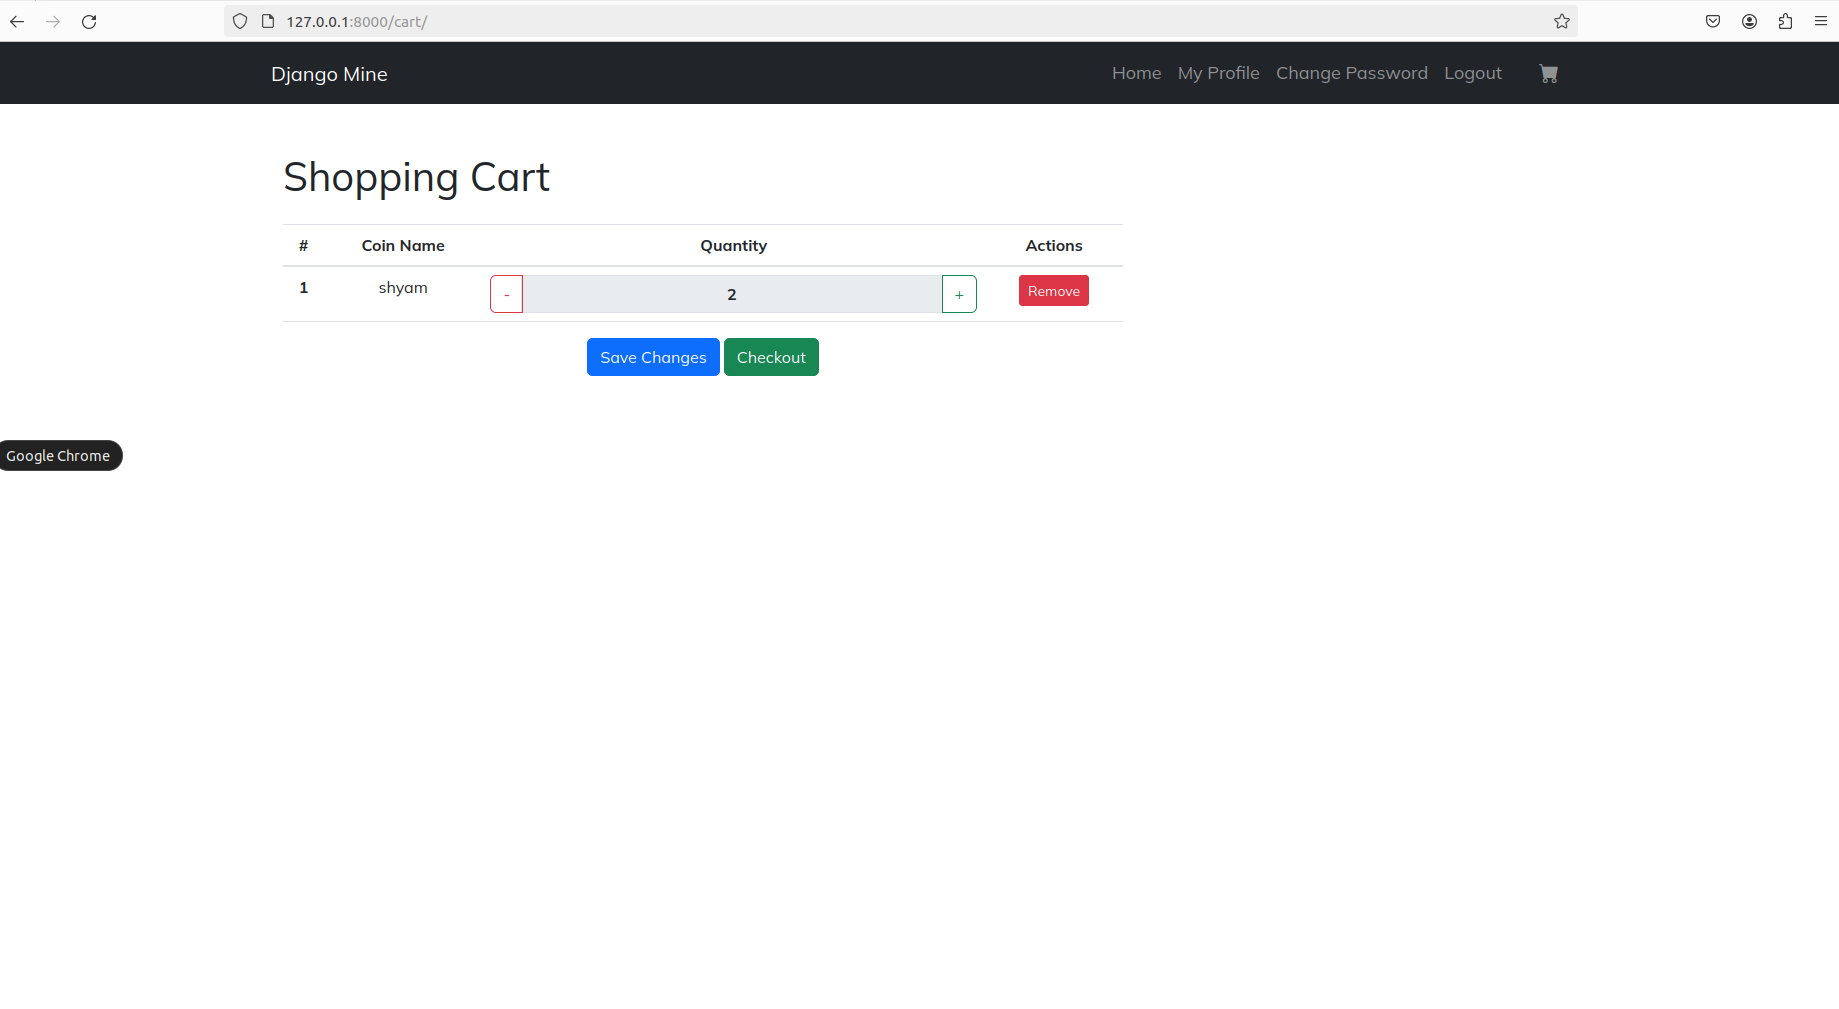 127.0.0.1:8000/cart/
Django Mine Home My Profile Change Password Logout
Shopping Cart
# Coin Name Quantity Actions
1 shyam - 2 + Remove
Save Changes Checkout
Google Chrome